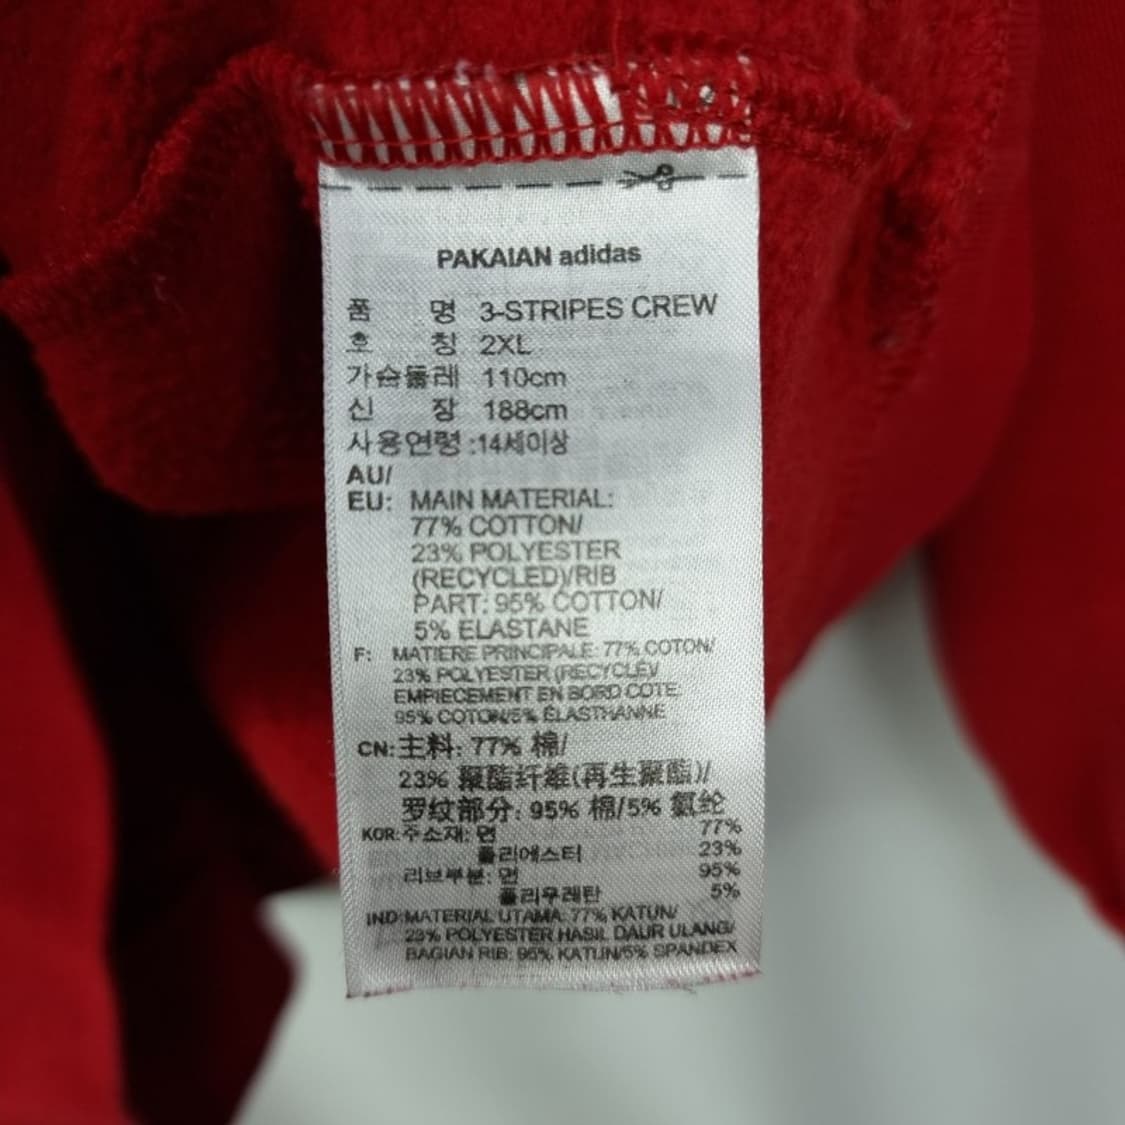 PAKAIAN adidas
품 명 3-STRIPES CREW
호 칭 2XL
가슴둘레 110cm
신 장 188cm
사용연령 :14세이상
AU/
EU: MAIN MATERIAL:
77% COTTON/
23% POLYESTER
(RECYCLED)/RIB
PART: 95% COTTON/
5% ELASTANE
F: MATIERE PRINCIPALE: 77% COTON/
23% POLYESTER (RECYCLÉ)/
EMPIECEMENT EN BORD COTE:
95% COTON/5% ÉLASTHANNE
CN: 主料: 77% 棉/
23% 聚酯纤维(再生聚酯)/
罗纹部分: 95% 棉/5% 氨纶
KOR: 주소재: 면 77%
폴리에스터 23%
리브부분: 면 95%
폴리우레탄 5%
IND: MATERIAL UTAMA: 77% KATUN/
23% POLYESTER HASIL DAUR ULANG/
BAGIAN RIB: 95% KATUN/5% SPANDEX